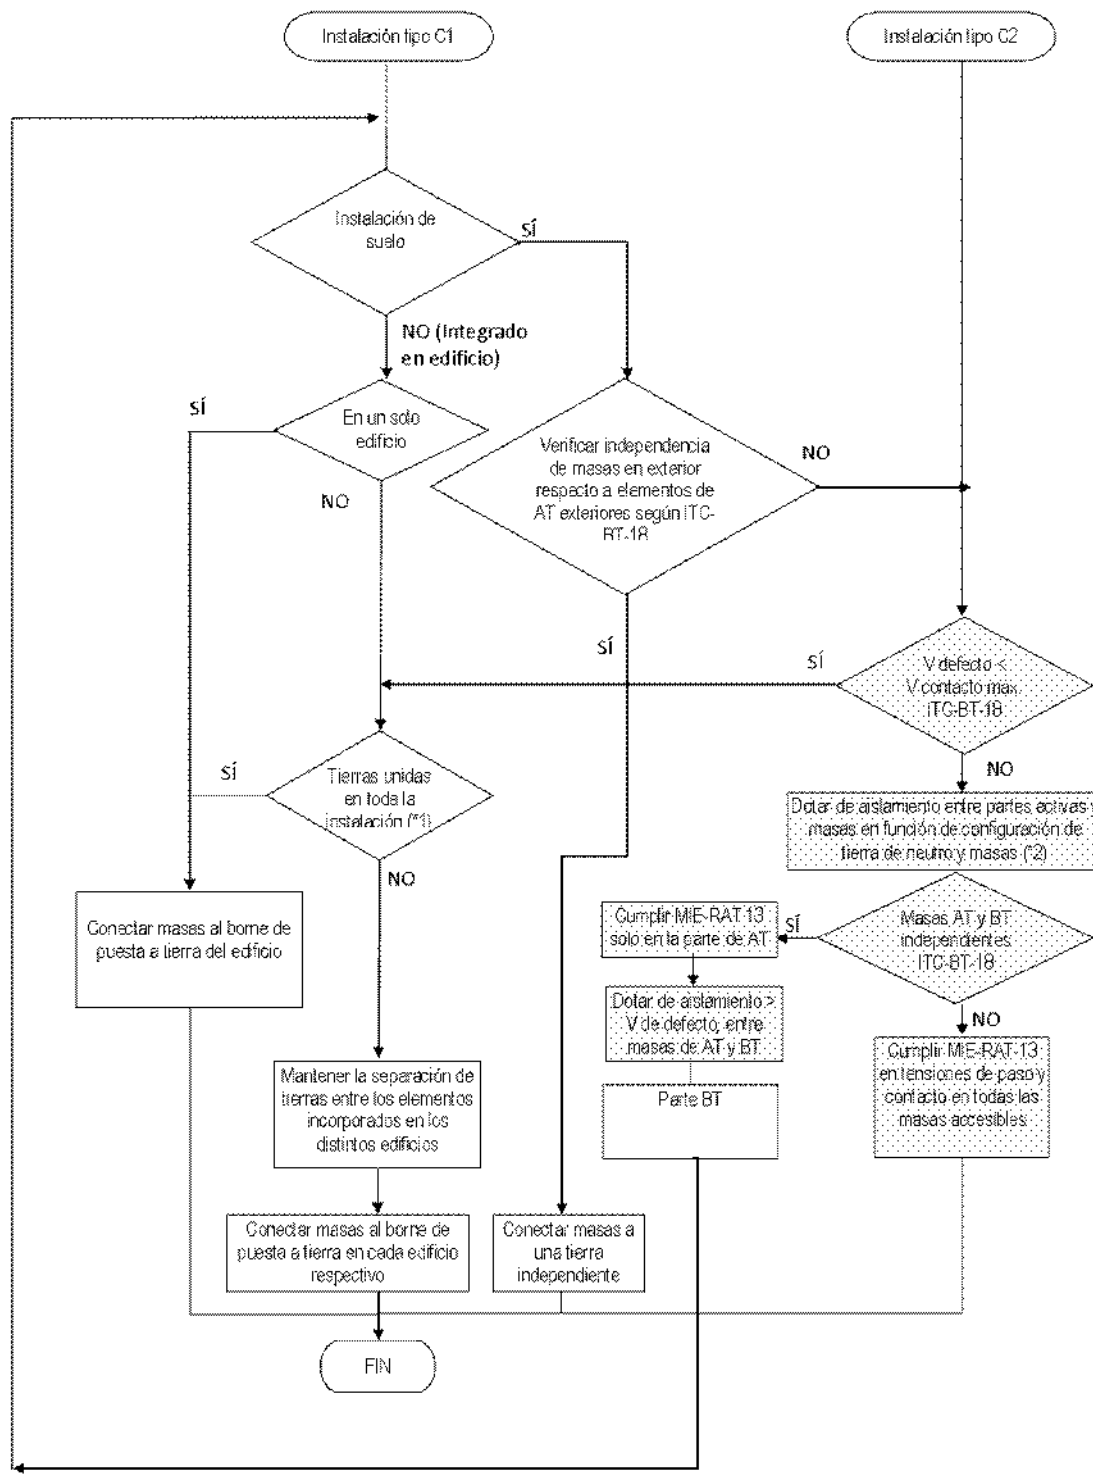 Instalación tipo C1
Instalación tipo C2
Instalación de
suelo
SÍ
NO (Integrado
en edificio)
SÍ
En un solo
edificio
NO
Verificar independencia
de masas en exterior
respecto a elementos de
AT exteriores según ITC-
BT-18
NO
SÍ
SÍ
V defecto <
V contacto max.
ITC-BT-18
NO
SÍ
Tierras unidas
en toda la
instalación (*1)
NO
Dotar de aislamiento entre partes activas y
masas en función de configuración de
tierra de neutro y masas (*2)
Conectar masas al borne de
puesta a tierra del edificio
Cumplir MIE-RAT-13
solo en la parte de AT
SÍ
Masas AT y BT
independientes
ITC-BT-18
NO
Dotar de aislamiento >
V de defecto, entre
masas de AT y BT
Cumplir MIE-RAT-13
en tensiones de paso y
contacto en todas las
masas accesibles
Mantener la separación de
tierras entre los elementos
incorporados en los
distintos edificios
Parte BT
Conectar masas al borne de
puesta a tierra en cada edificio
respectivo
Conectar masas a
una tierra
independiente
FIN